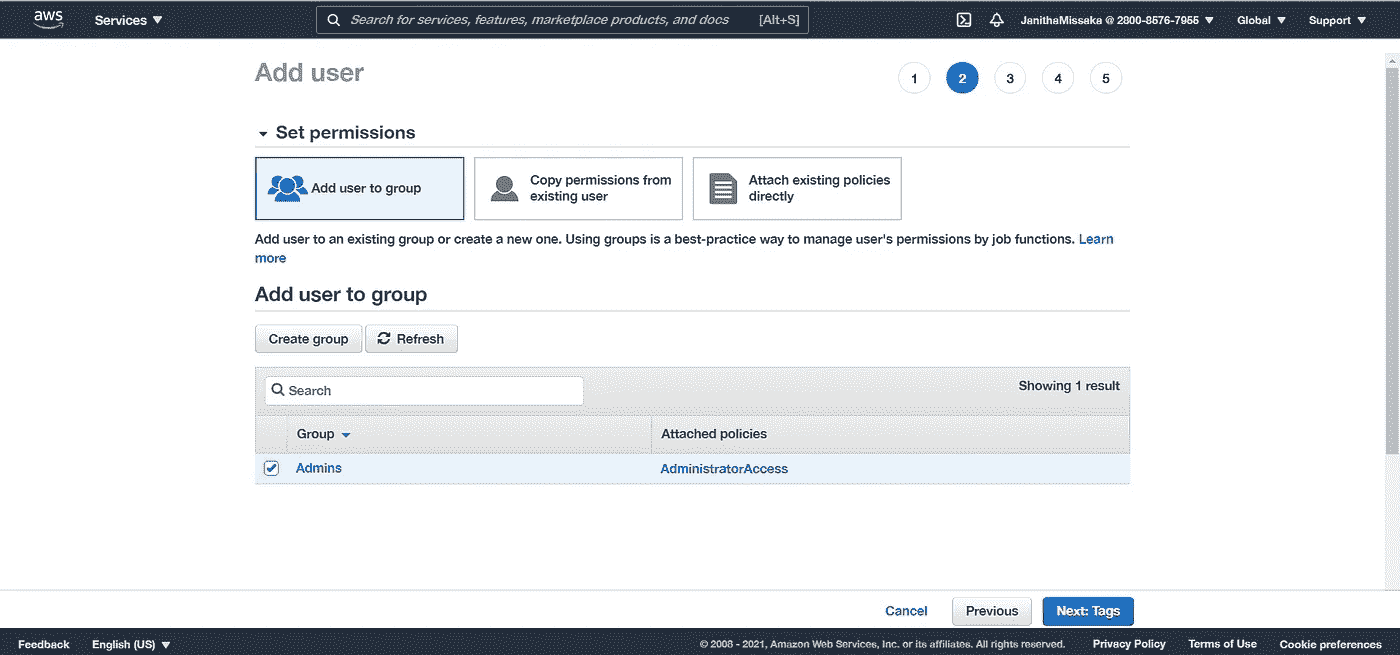 aws
Services
Search for services, features, marketplace products, and docs
[Alt+S]
JanithaMissaka @ 2800-8576-7955
Global
Support
Add user
1
2
3
4
5
Set permissions
Add user to group
Copy permissions from
existing user
Attach existing policies
directly
Add user to an existing group or create a new one. Using groups is a best-practice way to manage user's permissions by job functions. Learn
more
Add user to group
Create group
Refresh
Search
Showing 1 result
Group
Attached policies
Admins
AdministratorAccess
Cancel
Previous
Next: Tags
Feedback
English (US)
© 2008 - 2021, Amazon Web Services, Inc. or its affiliates. All rights reserved.
Privacy Policy
Terms of Use
Cookie preferences